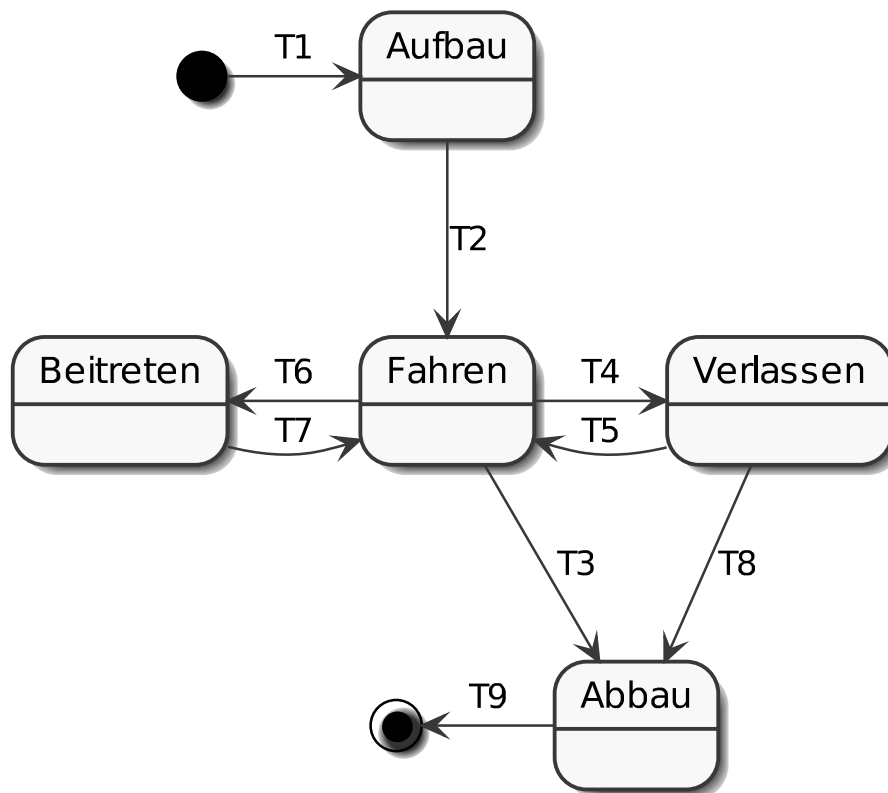 T1
Aufbau
T2
Beitreten
T6
Fahren
T4
Verlassen
T7
T5
T3
T8
Abbau
T9